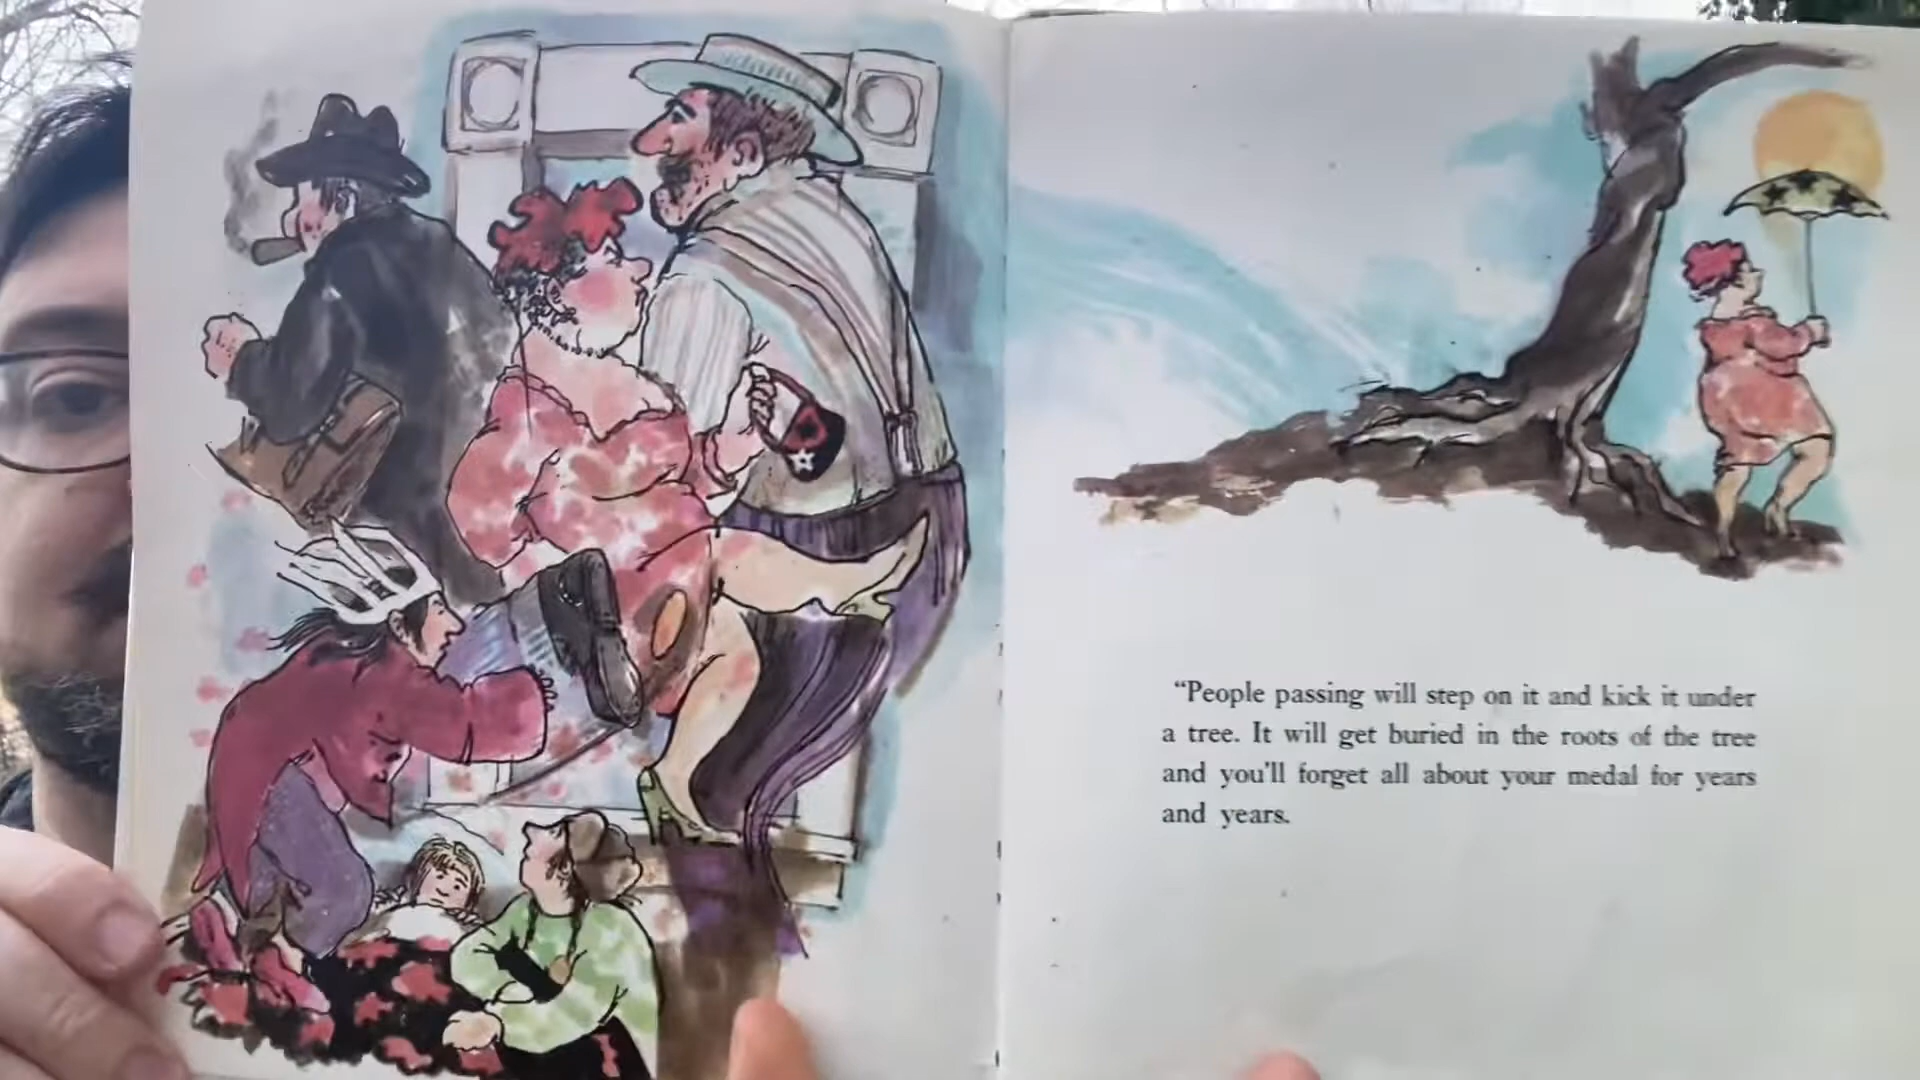 “People passing will step on it and kick it under
a tree. It will get buried in the roots of the tree
and you'll forget all about your medal for years
and years.